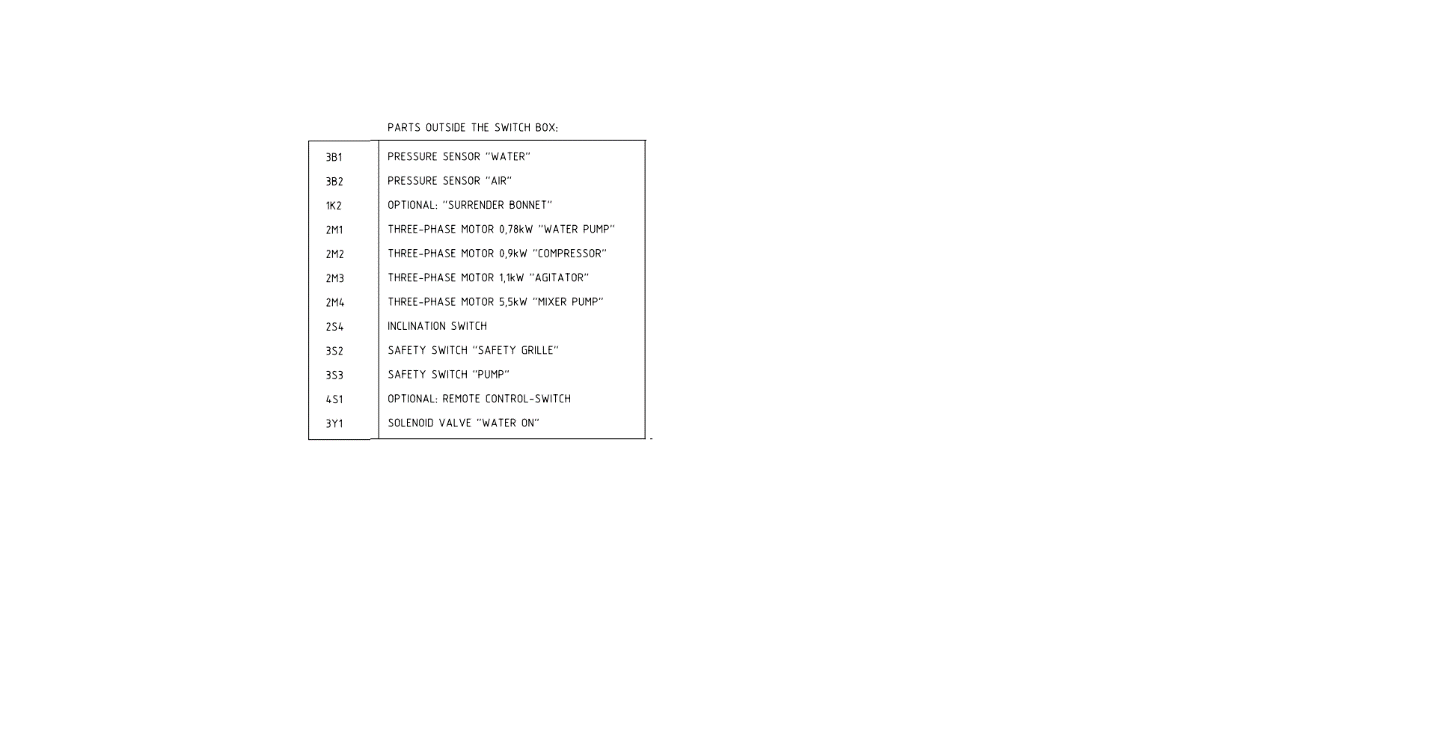 PARTS OUTSIDE THE SWITCH BOX:
3B1 PRESSURE SENSOR "WATER"
3B2 PRESSURE SENSOR "AIR"
1K2 OPTIONAL: "SURRENDER BONNET"
2M1 THREE-PHASE MOTOR 0,78kW "WATER PUMP"
2M2 THREE-PHASE MOTOR 0,9kW "COMPRESSOR"
2M3 THREE-PHASE MOTOR 1,1kW "AGITATOR"
2M4 THREE-PHASE MOTOR 5,5kW "MIXER PUMP"
2S4 INCLINATION SWITCH
3S2 SAFETY SWITCH "SAFETY GRILLE"
3S3 SAFETY SWITCH "PUMP"
4S1 OPTIONAL: REMOTE CONTROL-SWITCH
3Y1 SOLENOID VALVE "WATER ON"